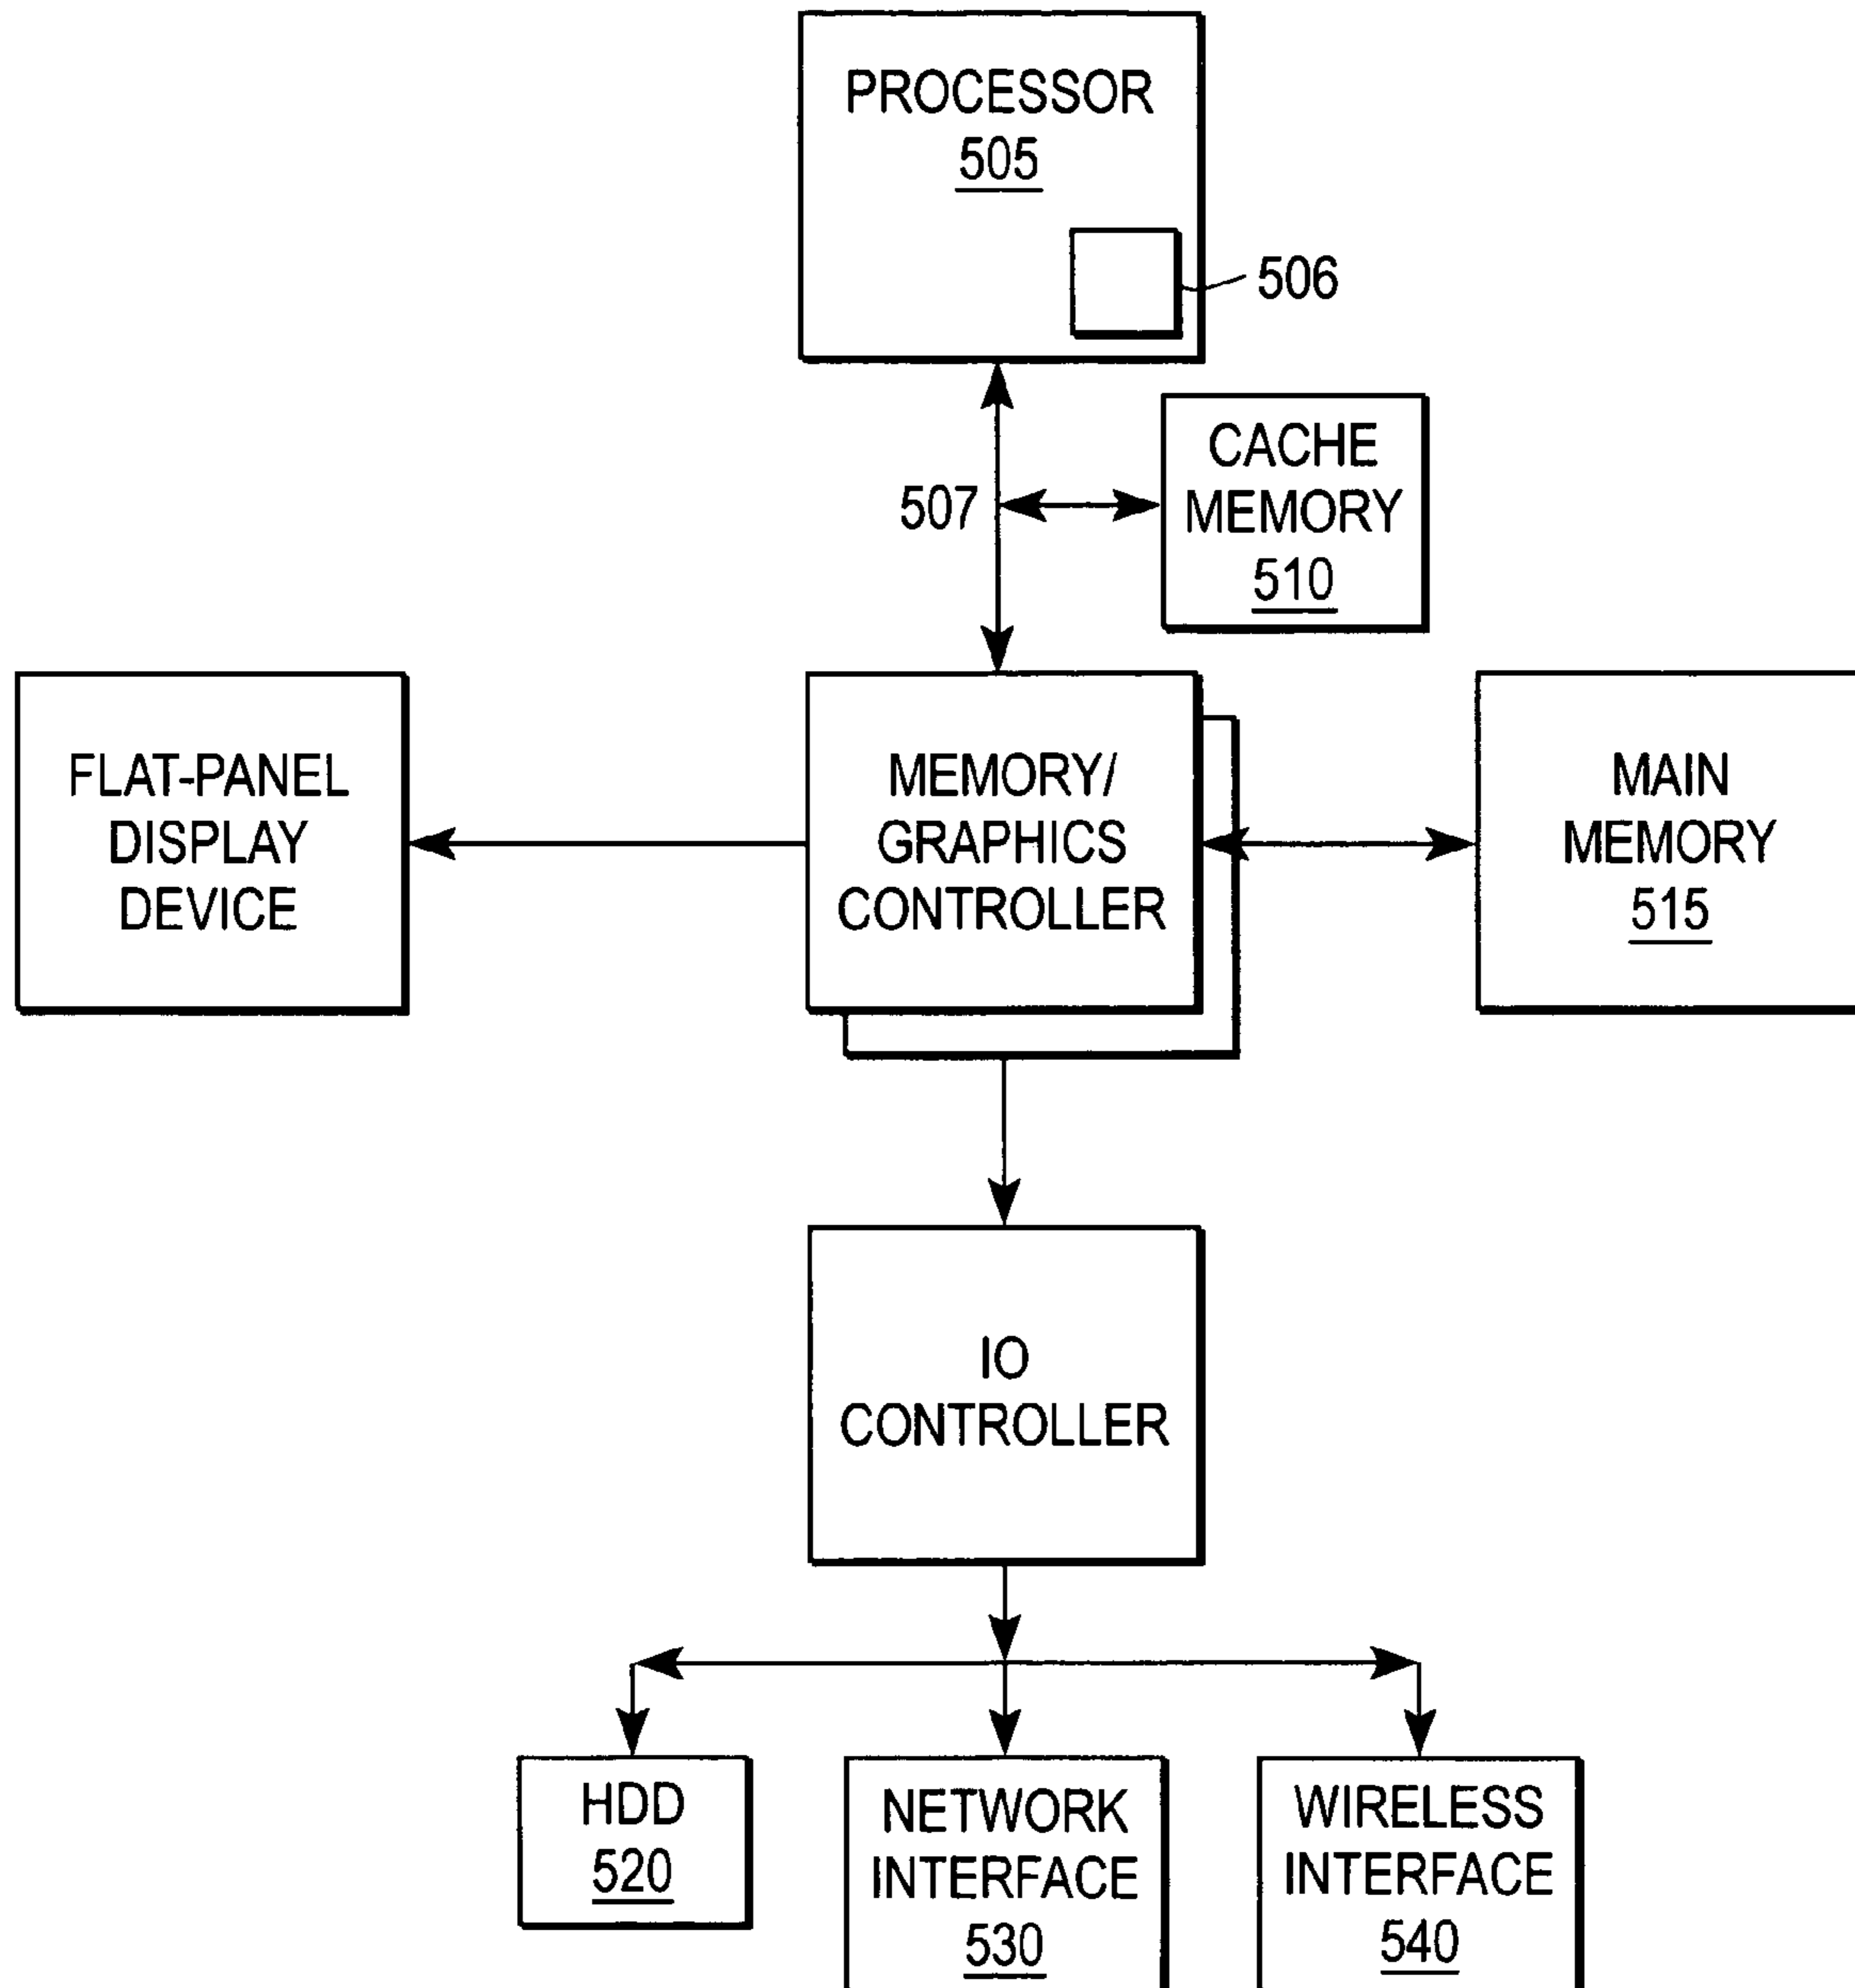 PROCESSOR
505
506
507
CACHE
MEMORY
510
FLAT-PANEL
DISPLAY
DEVICE
MEMORY/
GRAPHICS
CONTROLLER
MAIN
MEMORY
515
IO
CONTROLLER
HDD
520
NETWORK
INTERFACE
530
WIRELESS
INTERFACE
540